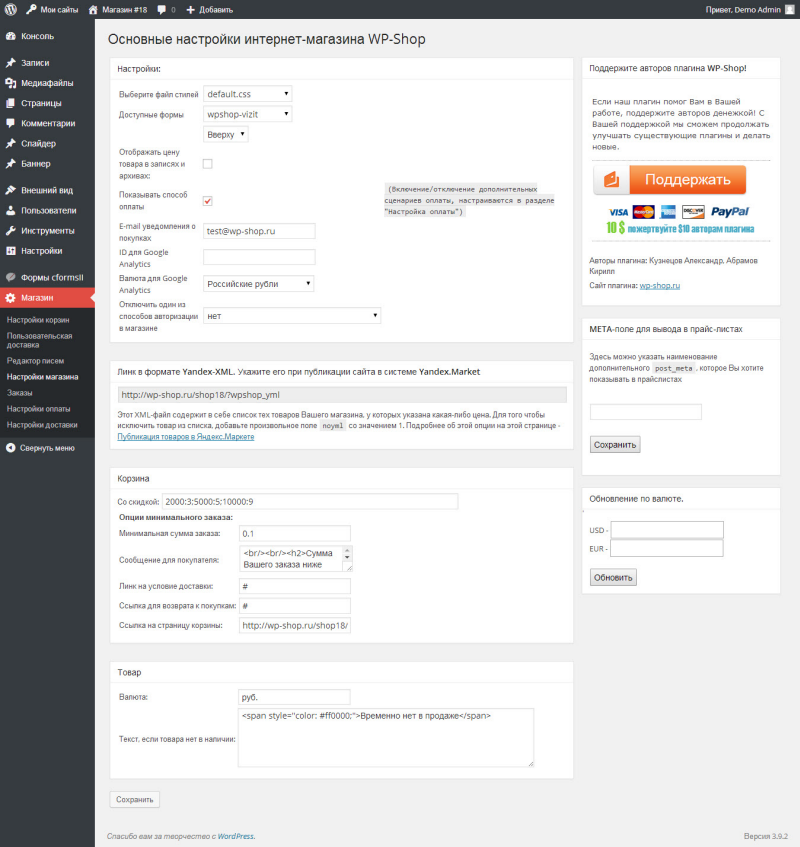 Мои сайты Магазин #18 0 Добавить Привет, Demo Admin
Консоль
Записи
Медиафайлы
Страницы
Комментарии
Слайдер
Баннер
Внешний вид
Пользователи
Инструменты
Настройки
Формы cformsII
Магазин
Настройки корзин
Пользовательская
доставка
Редактор писем
Настройки магазина
Заказы
Настройки оплаты
Настройки доставки
Свернуть меню
Основные настройки интернет-магазина WP-Shop
Настройки:
Выберите файл стилей default.css
Доступные формы wpshop-vizit
Вверху
Отображать цену
товара в записях и
архивах:
Показывать способ
оплаты
(Включение/отключение дополнительных
сценариев оплаты, настраиваются в разделе
"Настройка оплаты")
E-mail уведомления о
покупках
test@wp-shop.ru
ID для Google
Analytics
Валюта для Google
Analytics
Российские рубли
Отключить один из
способов авторизации
в магазине
нет
Линк в формате Yandex-XML. Укажите его при публикации сайта в системе Yandex.Market
http://wp-shop.ru/shop18/?wpshop_yml
Этот XML-файл содержит в себе список тех товаров Вашего магазина, у которых указана какая-либо цена. Для того чтобы
исключить товар из списка, добавьте произвольное поле noyml со значением 1. Подробнее об этой опции на этой странице -
Публикация товаров в Яндекс.Маркете
Корзина
Со скидкой: 2000:3;5000:5;10000:9
Опции минимального заказа:
Минимальная сумма заказа: 0.1
Сообщение для покупателя: <br/><br/><h2>Сумма
Вашего заказа ниже
Линк на условие доставки: #
Ссылка для возврата к покупкам: #
Ссылка на страницу корзины: http://wp-shop.ru/shop18/
Товар
Валюта: руб.
Текст, если товара нет в наличии: <span style="color: #ff0000;">Временно нет в продаже</span>
Сохранить
Поддержите авторов плагина WP-Shop!
Если наш плагин помог Вам в Вашей
работе, поддержите авторов денежкой! С
Вашей поддержкой мы сможем продолжать
улучшать существующие плагины и делать
новые.
Поддержать
VISA MasterCard DISCOVER PayPal
10 $ пожертвуйте $10 авторам плагина
Авторы плагина: Кузнецов Александр, Абрамов
Кирилл
Сайт плагина: wp-shop.ru
META-поле для вывода в прайс-листах
Здесь можно указать наименование
дополнительного post_meta, которое Вы хотите
показывать в прайслистах
Сохранить
Обновление по валюте.
USD -
EUR -
Обновить
Спасибо вам за творчество с WordPress.
Версия 3.9.2